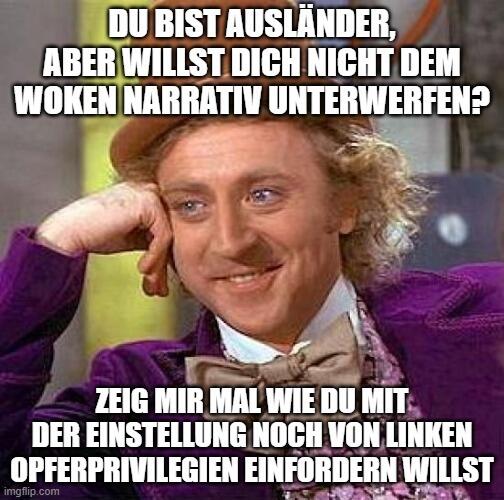 DU BIST AUSLÄNDER,
ABER WILLST DICH NICHT DEM
WOKEN NARRATIV UNTERWERFEN?
ZEIG MIR MAL WIE DU MIT
DER EINSTELLUNG NOCH VON LINKEN
OPFERPRIVILEGIEN EINFORDERN WILLST
imgflip.com